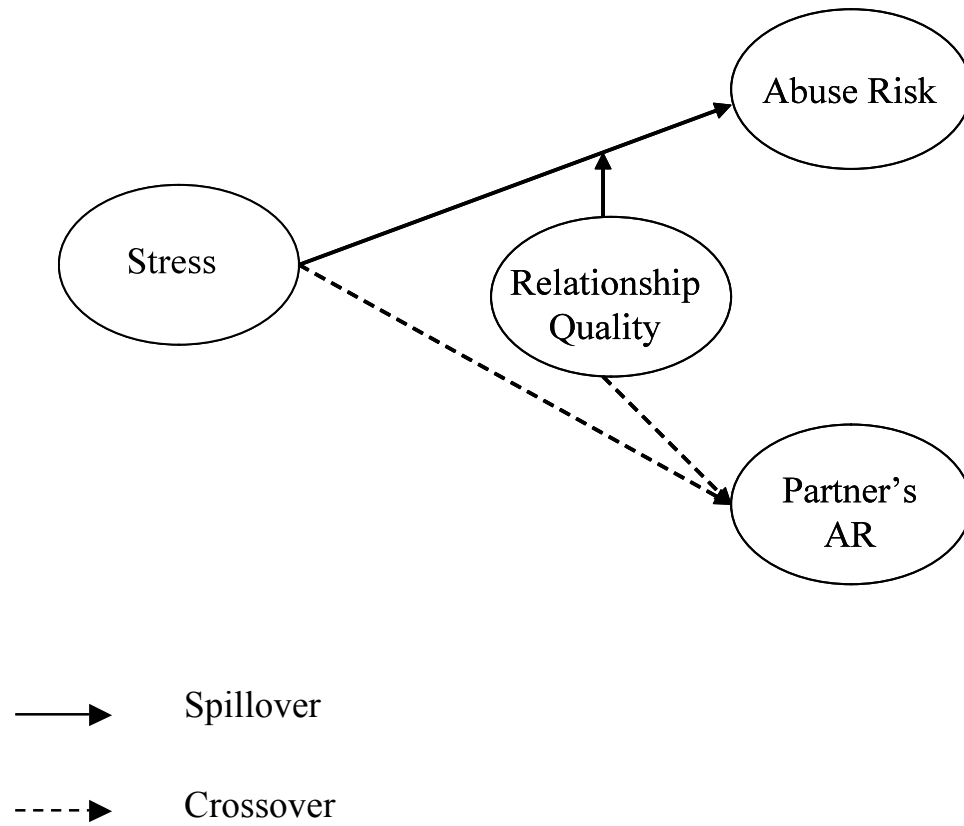 Abuse Risk
Stress
Relationship
Quality
Partner’s
AR
Spillover
Crossover